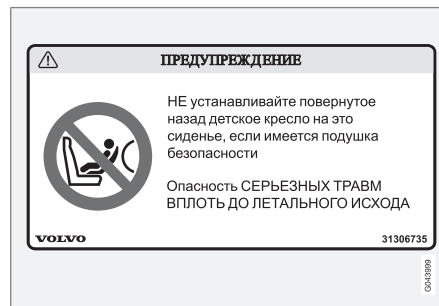 ПРЕДУПРЕЖДЕНИЕ
НЕ устанавливайте повернутое
назад детское кресло на это
сиденье, если имеется подушка
безопасности
Опасность СЕРЬЕЗНЫХ ТРАВМ
ВПЛОТЬ ДО ЛЕТАЛЬНОГО ИСХОДА
VOLVO
31306735
G043999